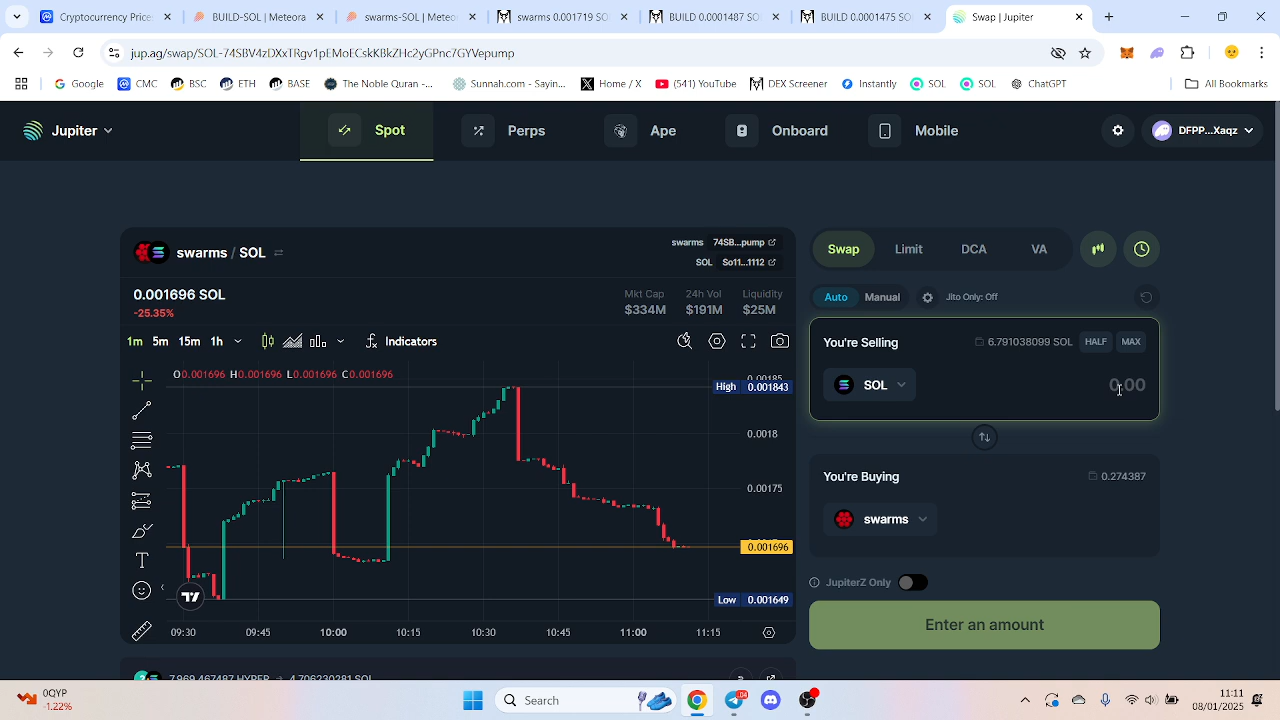 Cryptocurrency Price
BUILD-SOL | Meteora
swarms-SOL | Meteora
swarms 0.001719 SO
BUILD 0.0001487
BUILD 0.0001475
Swap | Jupiter
jup.ag/swap/SOL-74SBV4zDXxTRgv1pEMoECskKBkZHc2yGPnc7GYVepump
Google
CMC
BSC
ETH
BASE
The Noble Quran -...
Sunnah.com - Sayin...
Home / X
(541) YouTube
DEX Screener
Instantly
SOL
SOL
ChatGPT
All Bookmarks
Jupiter
Spot
Perps
Ape
Onboard
Mobile
DFPP...Xaqz
swarms / SOL
swarms 74SB...pump
SOL So11...1112
0.001696 SOL
-25.35%
Mkt Cap 24h Vol Liquidity
$334M $191M $25M
1m 5m 15m 1h Indicators
O0.001696 H0.001696 L0.001696 C0.001696
0.00185
High 0.001843
0.0018
0.00175
0.001696
Low 0.001649
09:30 09:45 10:00 10:15 10:30 10:45 11:00 11:15
7.969.467487 HYPER → 4.706230281 SOL
Swap
Limit
DCA
VA
Auto Manual Jito Only: Off
You're Selling 6.791038099 SOL HALF MAX
SOL 0.00
You're Buying 0.274387
swarms
JupiterZ Only
Enter an amount
0QYP
-1.22%
Search
11:11
08/01/2025